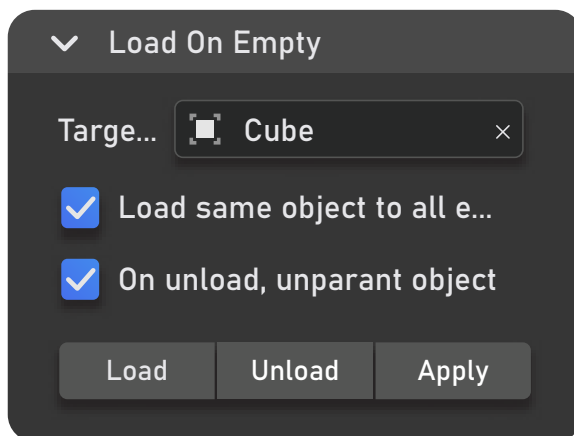 Load On Empty
Targe... Cube ×
Load same object to all e...
On unload, unparant object
Load Unload Apply